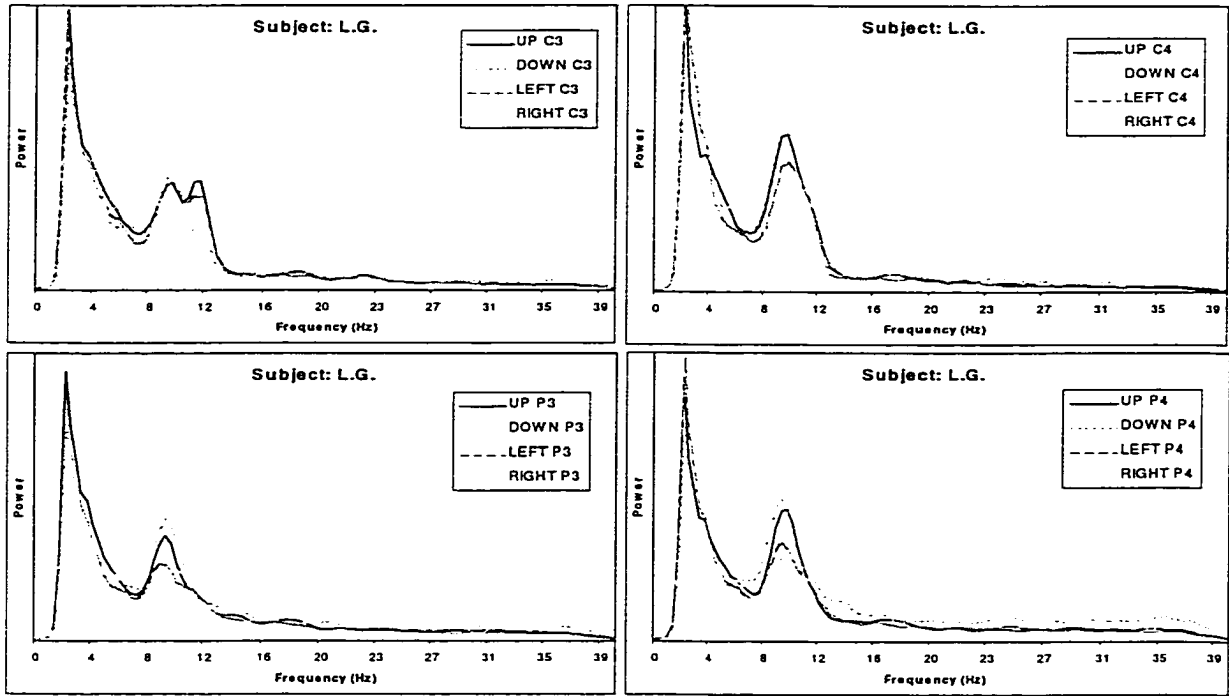 Subject: L.G.
UP C3
DOWN C3
LEFT C3
RIGHT C3
Power
0 4 8 12 16 20 23 27 31 35 39
Frequency (Hz)
Subject: L.G.
UP C4
DOWN C4
LEFT C4
RIGHT C4
Power
0 4 8 12 16 20 23 27 31 35 39
Frequency (Hz)
Subject: L.G.
UP P3
DOWN P3
LEFT P3
RIGHT P3
Power
0 4 8 12 16 20 23 27 31 35 39
Frequency (Hz)
Subject: L.G.
UP P4
DOWN P4
LEFT P4
RIGHT P4
Power
0 4 8 12 16 20 23 27 31 35 39
Frequency (Hz)